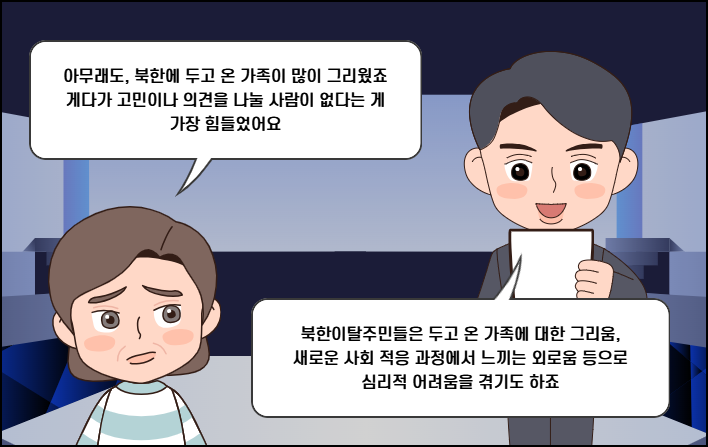 아무래도, 북한에 두고 온 가족이 많이 그리웠죠
게다가 고민이나 의견을 나눌 사람이 없다는 게
가장 힘들었어요
북한이탈주민들은 두고 온 가족에 대한 그리움,
새로운 사회 적응 과정에서 느끼는 외로움 등으로
심리적 어려움을 겪기도 하죠